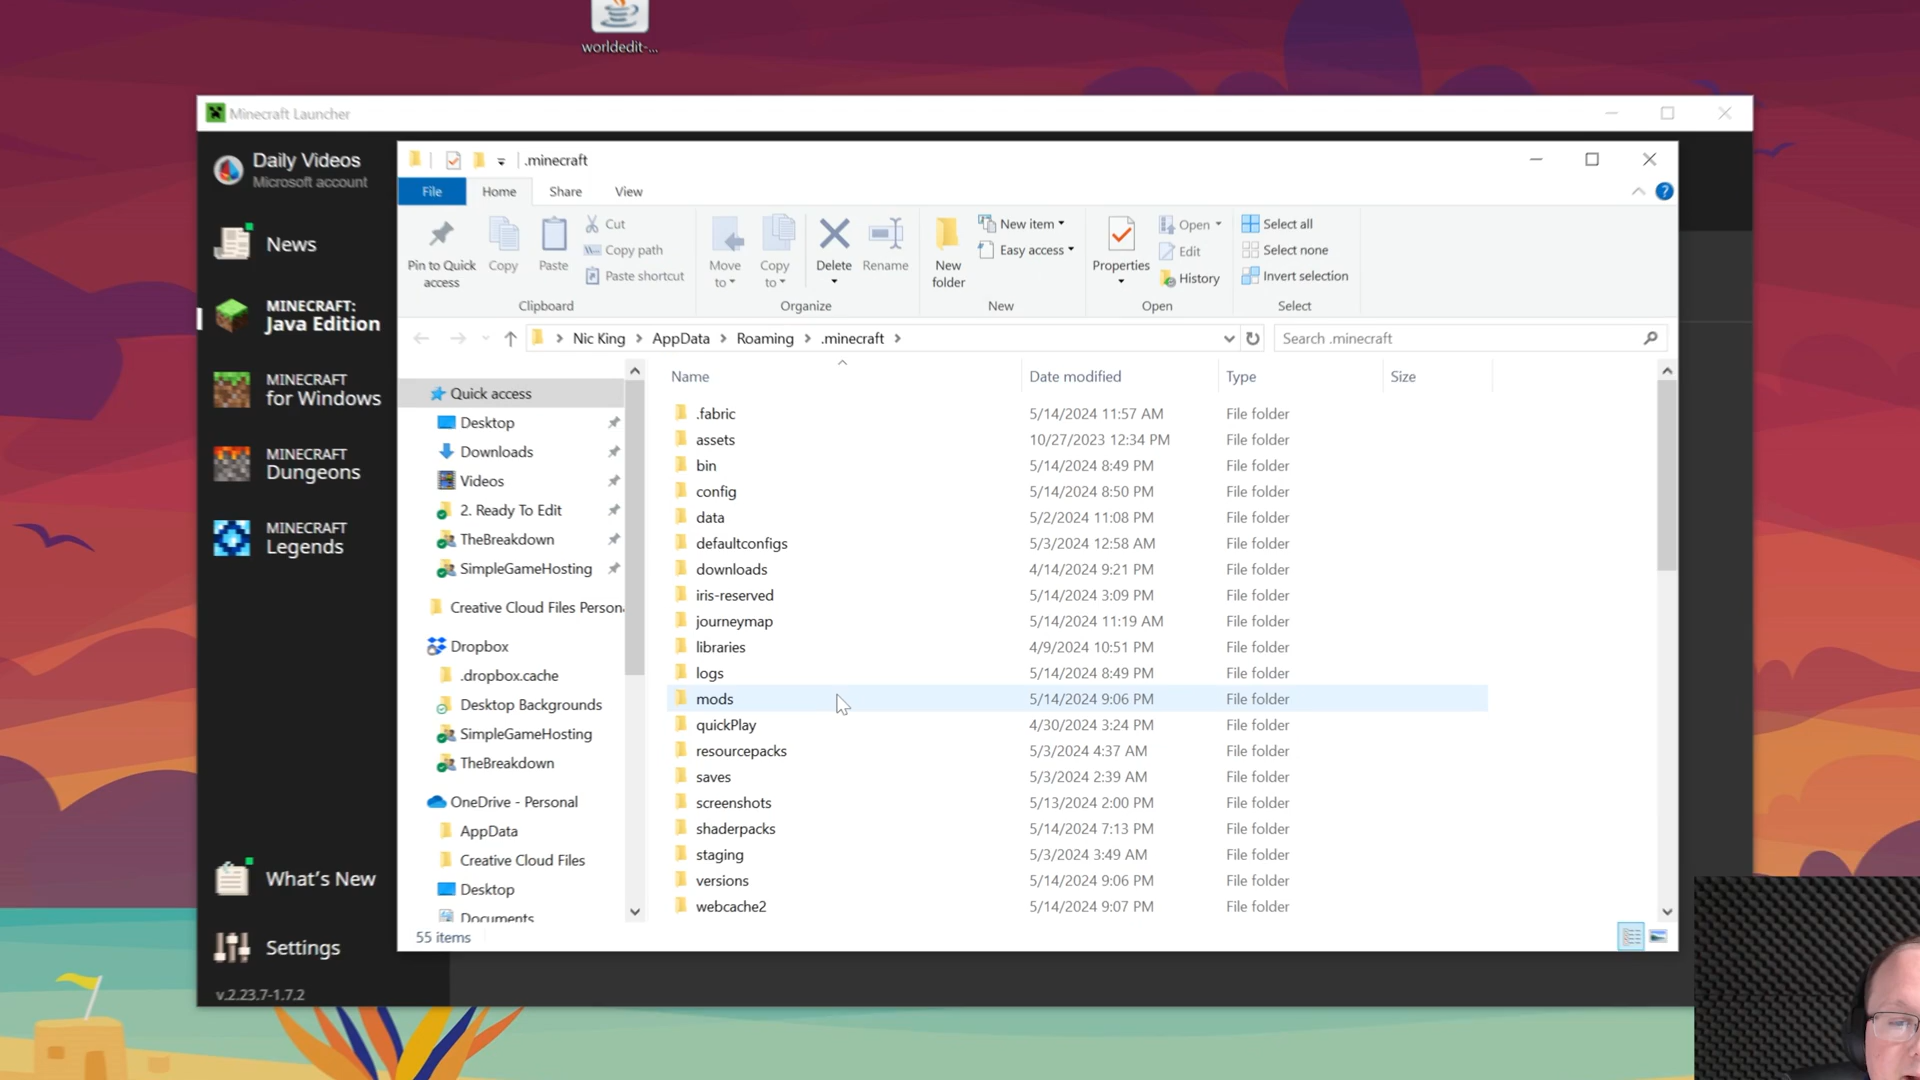 worldedit-...
Minecraft Launcher
Daily Videos
Microsoft account
News
MINECRAFT:
Java Edition
MINECRAFT
for Windows
MINECRAFT
Dungeons
MINECRAFT
Legends
What's New
Settings
v.2.23.7-1.7.2
.minecraft
File Home Share View
Pin to Quick access
Copy
Paste
Cut
Copy path
Paste shortcut
Clipboard
Move to
Copy to
Delete
Rename
Organize
New folder
New item
Easy access
New
Properties
Open
Edit
History
Open
Select all
Select none
Invert selection
Select
Nic King AppData Roaming .minecraft
Search .minecraft
Quick access
Desktop
Downloads
Videos
2. Ready To Edit
TheBreakdown
SimpleGameHosting
Creative Cloud Files Person
Dropbox
.dropbox.cache
Desktop Backgrounds
SimpleGameHosting
TheBreakdown
OneDrive - Personal
AppData
Creative Cloud Files
Desktop
Documents
Name Date modified Type Size
.fabric 5/14/2024 11:57 AM File folder
assets 10/27/2023 12:34 PM File folder
bin 5/14/2024 8:49 PM File folder
config 5/14/2024 8:50 PM File folder
data 5/2/2024 11:08 PM File folder
defaultconfigs 5/3/2024 12:58 AM File folder
downloads 4/14/2024 9:21 PM File folder
iris-reserved 5/14/2024 3:09 PM File folder
journeymap 5/14/2024 11:19 AM File folder
libraries 4/9/2024 10:51 PM File folder
logs 5/14/2024 8:49 PM File folder
mods 5/14/2024 9:06 PM File folder
quickPlay 4/30/2024 3:24 PM File folder
resourcepacks 5/3/2024 4:37 AM File folder
saves 5/3/2024 2:39 AM File folder
screenshots 5/13/2024 2:00 PM File folder
shaderpacks 5/14/2024 7:13 PM File folder
staging 5/3/2024 3:49 AM File folder
versions 5/14/2024 9:06 PM File folder
webcache2 5/14/2024 9:07 PM File folder
55 items